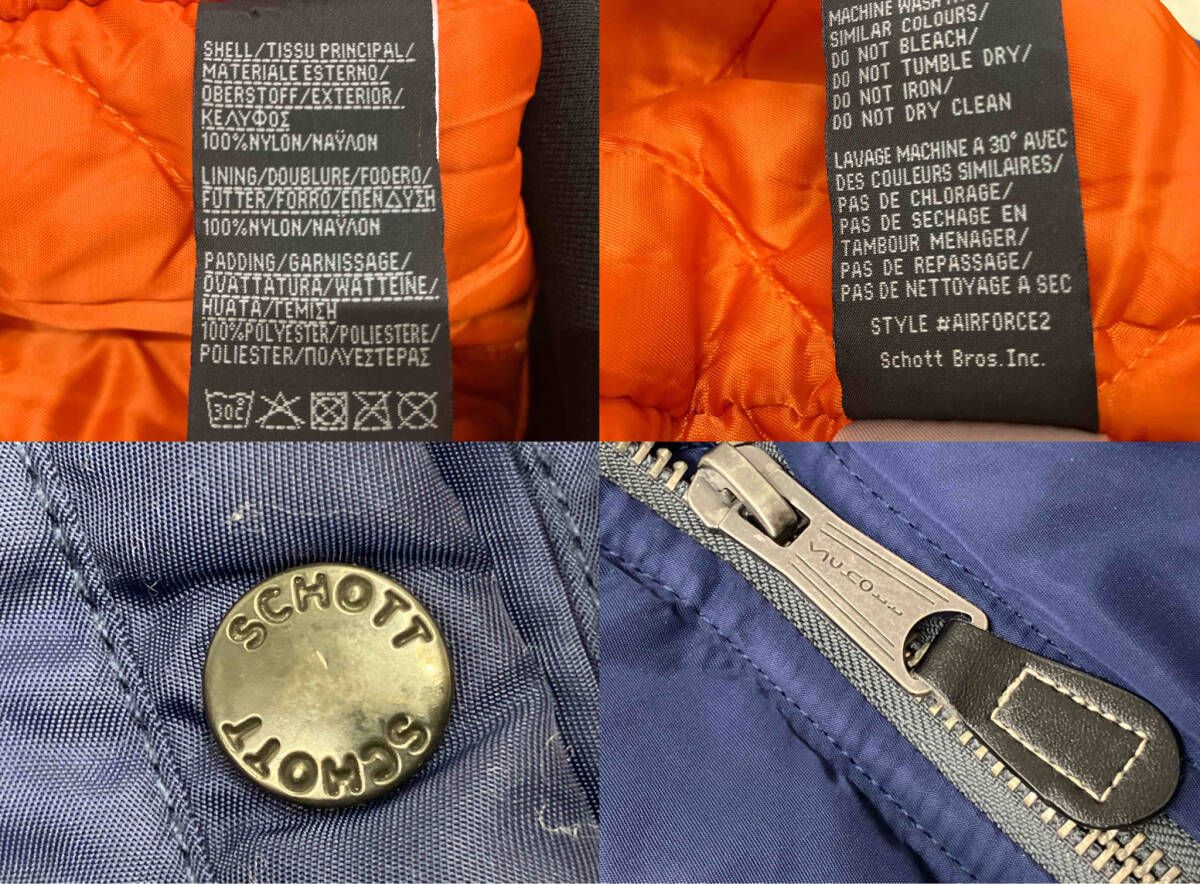 SHELL/TISSU PRINCIPAL/
MATERIALE ESTERNO/
OBERSTOFF/EXTERIOR/
ΚΕΛΥΦΟΣ
100%NYLON/ΝΑΫΛΟΝ
LINING/DOUBLURE/FODERO/
FUTTER/FORRO/ΕΠΕΝΔΥΣΗ
100%NYLON/ΝΑΫΛΟΝ
PADDING/GARNISSAGE/
OVATTATURA/WATTEINE/
HUATA/ΓΕΜΙΣΗ
100%POLYESTER/POLIESTERE/
POLIESTER/ΠΟΛΥΕΣΤΕΡΑΣ
30°
MACHINE WASH
SIMILAR COLOURS/
DO NOT BLEACH/
DO NOT TUMBLE DRY/
DO NOT IRON/
DO NOT DRY CLEAN
LAVAGE MACHINE A 30° AVEC
DES COULEURS SIMILAIRES/
PAS DE CHLORAGE/
PAS DE SECHAGE EN
TAMBOUR MENAGER/
PAS DE REPASSAGE/
PAS DE NETTOYAGE A SEC
STYLE #AIRFORCE2
Schott Bros.Inc.
SCHOTT
SCHOTT